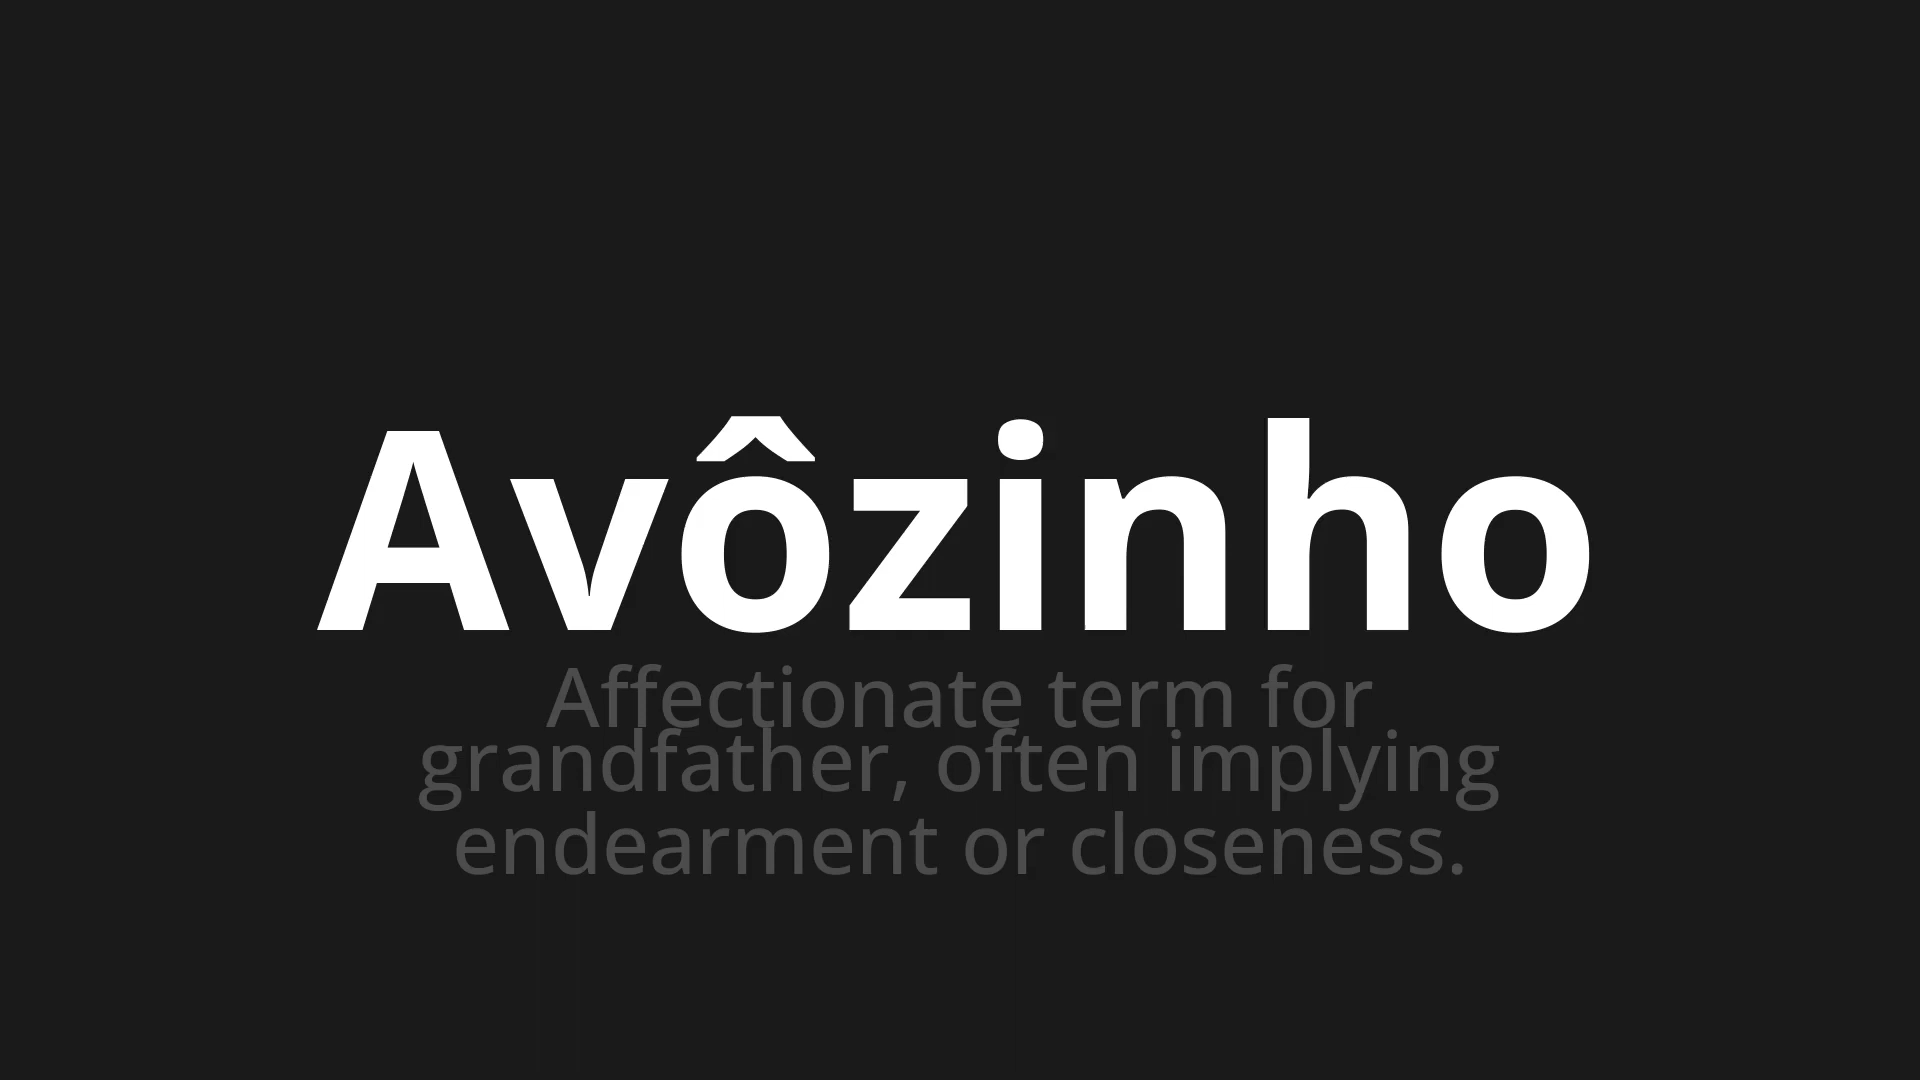 Avôzinho
Affectionate term for
grandfather, often implying
endearment or closeness.